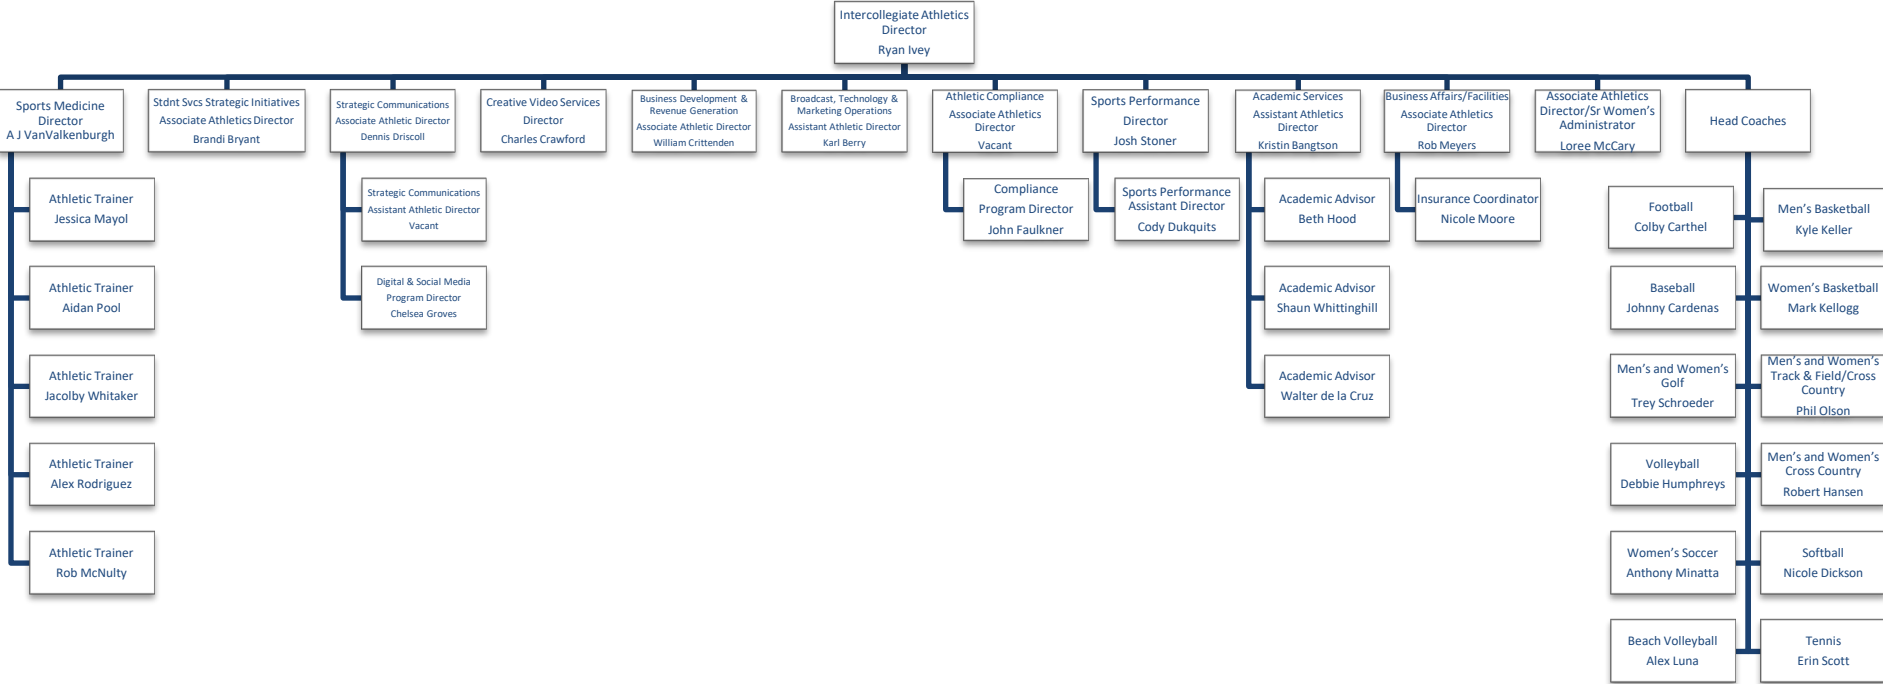 Intercollegiate Athletics
Director
Ryan Ivey
Sports Medicine
Director
A J VanValkenburgh
Stdnt Svcs Strategic Initiatives
Associate Athletics Director
Brandi Bryant
Strategic Communications
Associate Athletic Director
Dennis Driscoll
Creative Video Services
Director
Charles Crawford
Business Development &
Revenue Generation
Associate Athletic Director
William Crittenden
Broadcast, Technology &
Marketing Operations
Assistant Athletic Director
Karl Berry
Athletic Compliance
Associate Athletics
Director
Vacant
Sports Performance
Director
Josh Stoner
Academic Services
Assistant Athletics
Director
Kristin Bangtson
Business Affairs/Facilities
Associate Athletics
Director
Rob Meyers
Associate Athletics
Director/Sr Women's
Administrator
Loree McCary
Head Coaches
Athletic Trainer
Jessica Mayol
Athletic Trainer
Aidan Pool
Athletic Trainer
Jacolby Whitaker
Athletic Trainer
Alex Rodriguez
Athletic Trainer
Rob McNulty
Strategic Communications
Assistant Athletic Director
Vacant
Digital & Social Media
Program Director
Chelsea Groves
Compliance
Program Director
John Faulkner
Sports Performance
Assistant Director
Cody Dukquits
Academic Advisor
Beth Hood
Academic Advisor
Shaun Whittinghill
Academic Advisor
Walter de la Cruz
Insurance Coordinator
Nicole Moore
Football
Colby Carthel
Men's Basketball
Kyle Keller
Baseball
Johnny Cardenas
Women's Basketball
Mark Kellogg
Men's and Women's
Golf
Trey Schroeder
Men's and Women's
Track & Field/Cross
Country
Phil Olson
Volleyball
Debbie Humphreys
Men's and Women's
Cross Country
Robert Hansen
Women's Soccer
Anthony Minatta
Softball
Nicole Dickson
Beach Volleyball
Alex Luna
Tennis
Erin Scott